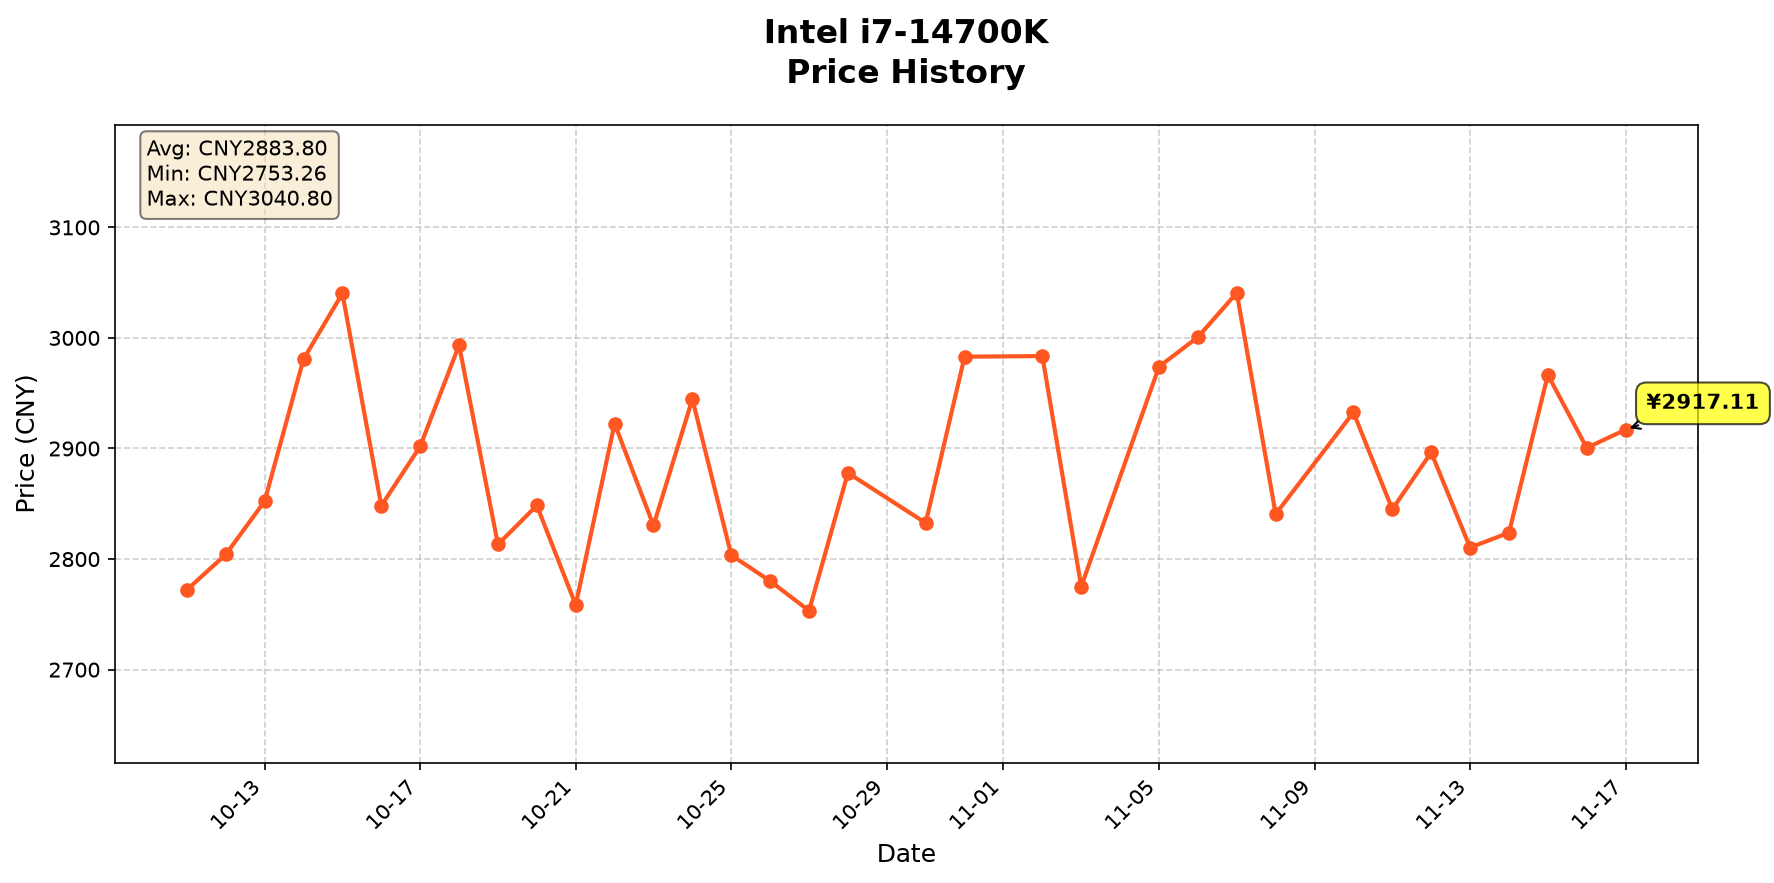 Intel i7-14700K
Price History
Avg: CNY2883.80
Min: CNY2753.26
Max: CNY3040.80
Price (CNY)
3100
3000
2900
2800
2700
¥2917.11
10-13
10-17
10-21
10-25
10-29
11-01
11-05
11-09
11-13
11-17
Date